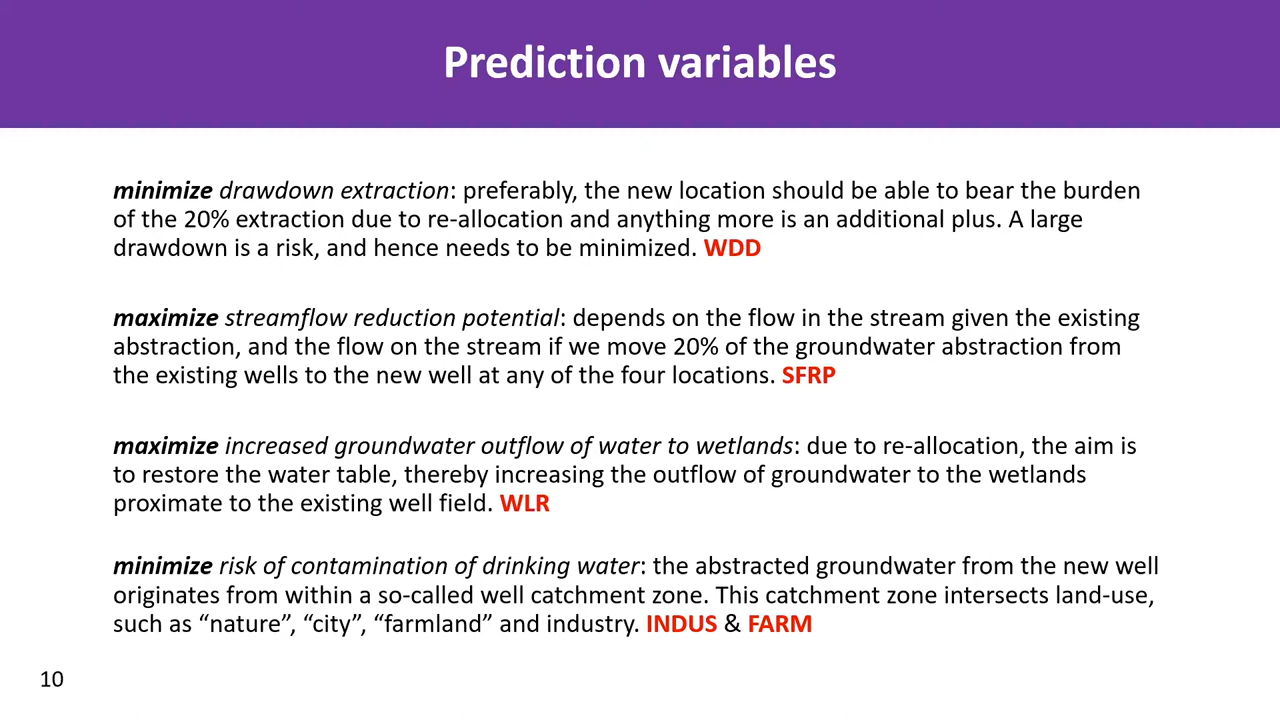 Prediction variables
minimize drawdown extraction: preferably, the new location should be able to bear the burden
of the 20% extraction due to re-allocation and anything more is an additional plus. A large
drawdown is a risk, and hence needs to be minimized. WDD
maximize streamflow reduction potential: depends on the flow in the stream given the existing
abstraction, and the flow on the stream if we move 20% of the groundwater abstraction from
the existing wells to the new well at any of the four locations. SFRP
maximize increased groundwater outflow of water to wetlands: due to re-allocation, the aim is
to restore the water table, thereby increasing the outflow of groundwater to the wetlands
proximate to the existing well field. WLR
minimize risk of contamination of drinking water: the abstracted groundwater from the new well
originates from within a so-called well catchment zone. This catchment zone intersects land-use,
such as “nature”, “city”, “farmland” and industry. INDUS & FARM
10